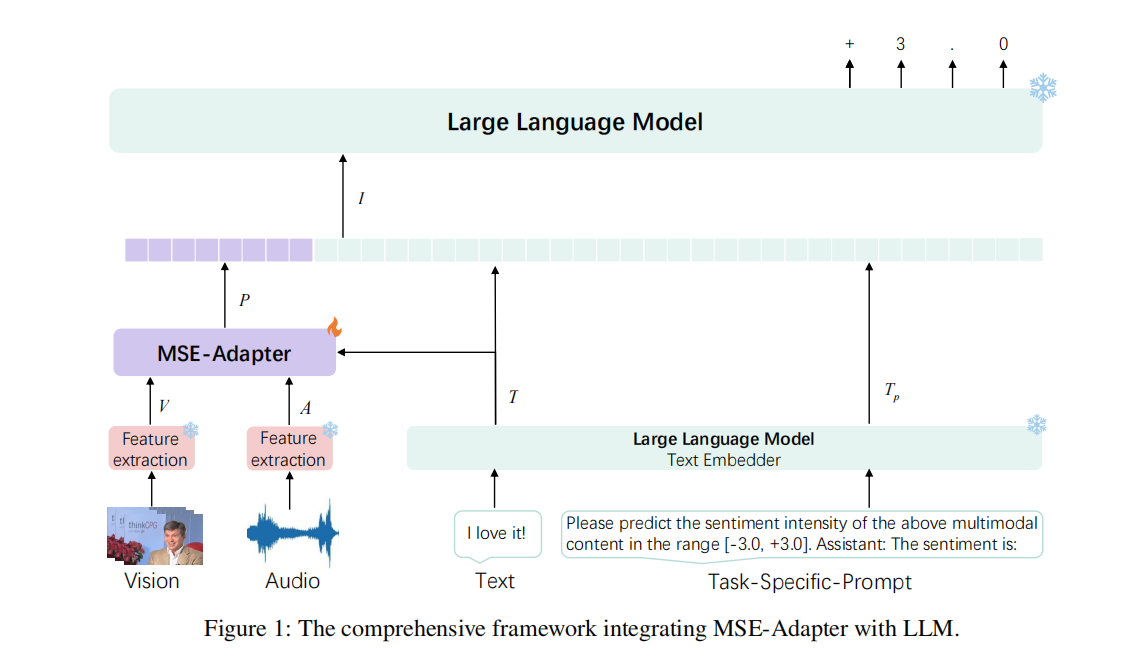 + 3 . 0
Large Language Model
I
P
MSE-Adapter
V
A
T
Tp
Feature
extraction
Feature
extraction
Large Language Model
Text Embedder
thinkCPG
I love it!
Please predict the sentiment intensity of the above multimodal
content in the range [-3.0, +3.0]. Assistant: The sentiment is:
Vision
Audio
Text
Task-Specific-Prompt
Figure 1: The comprehensive framework integrating MSE-Adapter with LLM.